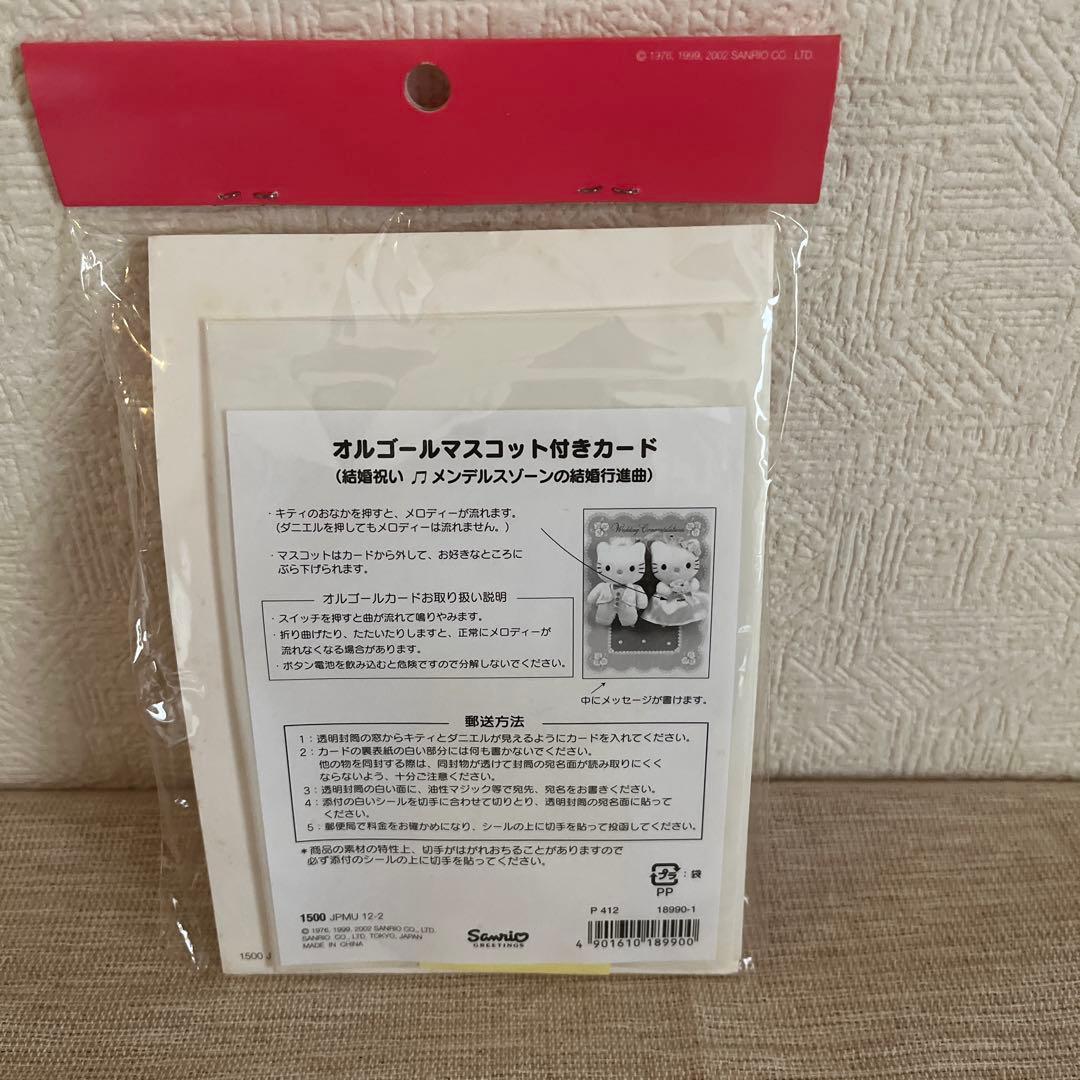 © 1976, 1999, 2002 SANRIO CO., LTD.
オルゴールマスコット付きカード
(結婚祝い ♫ メンデルスゾーンの結婚行進曲)
・キティのおなかを押すと、メロディーが流れます。
(ダニエルを押してもメロディーは流れません。)
・マスコットはカードから外して、お好きなところに
ぶら下げられます。
オルゴールカードお取り扱い説明
・スイッチを押すと曲が流れて鳴りやみます。
・折り曲げたり、たたいたりしますと、正常にメロディーが
流れなくなる場合があります。
・ボタン電池を飲み込むと危険ですので分解しないでください。
Wedding Congratulations
中にメッセージが書けます。
郵送方法
1:透明封筒の窓からキティとダニエルが見えるようにカードを入れてください。
2:カードの裏表紙の白い部分には何も書かないでください。
他の物を同封する際は、同封物が透けて封筒の宛名面が読み取りにくく
ならないよう、十分ご注意ください。
3:透明封筒の白い面に、油性マジック等で宛先、宛名をお書きください。
4:添付の白いシールを切手に合わせて切りとり、透明封筒の宛名面に貼って
ください。
5:郵便局で料金をお確かめになり、シールの上に切手を貼って投函してください。
*商品の素材の特性上、切手がはがれおちることがありますので
必ず添付のシールの上に切手を貼ってください。
プラ:袋
PP
1500 JPMU 12-2
© 1976, 1999, 2002 SANRIO CO., LTD.
SANRIO CO., LTD. TOKYO, JAPAN
MADE IN CHINA
Sanrio
GREETINGS
P 412 18990-1
4 901610 189900
1500 J